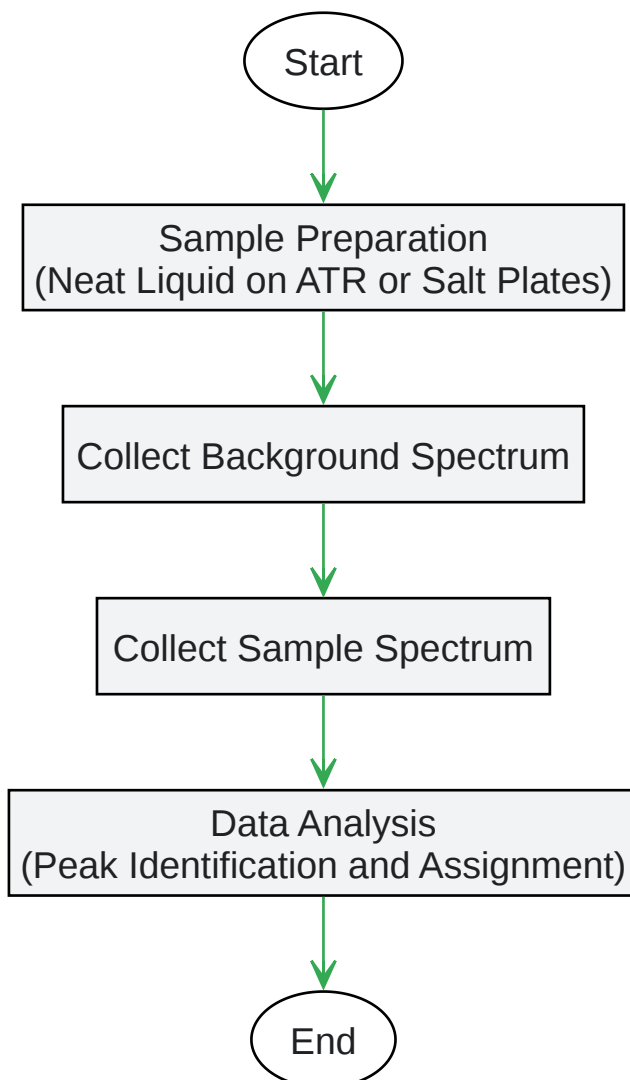 Start
Sample Preparation
(Neat Liquid on ATR or Salt Plates)
Collect Background Spectrum
Collect Sample Spectrum
Data Analysis
(Peak Identification and Assignment)
End